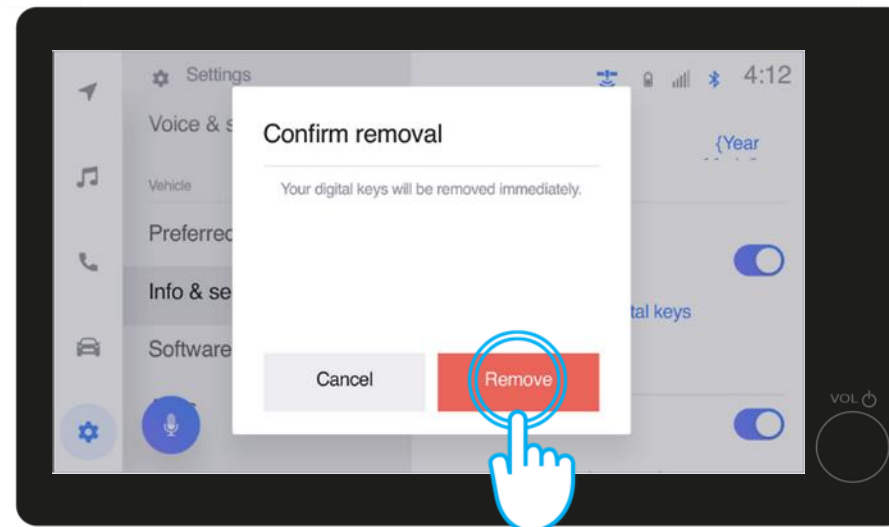 Settings
4:12
Voice & s
Confirm removal
{Year
Vehicle
Your digital keys will be removed immediately.
Preferred
Info & se
tal keys
Software
Cancel
Remove
VOL